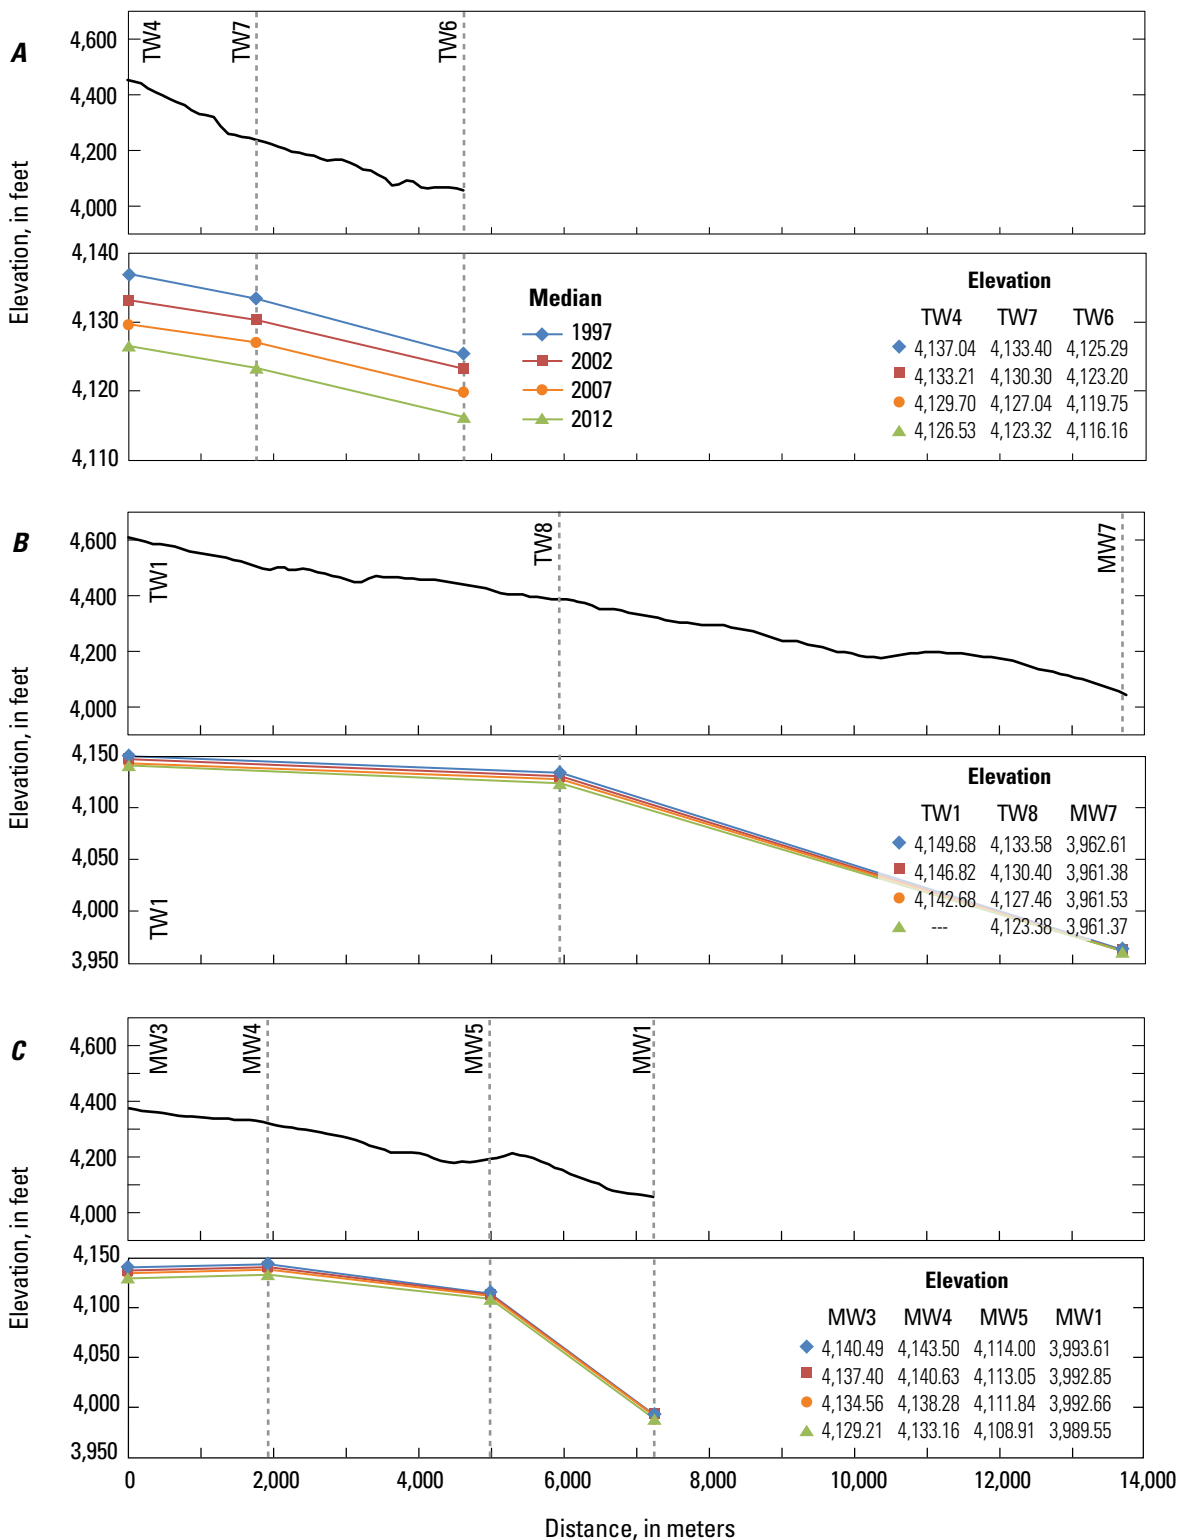 A
TW4 TW7 TW6
4,600
4,400
4,200
4,000
Elevation, in feet
4,140
4,130
4,120
4,110
Median
1997
2002
2007
2012
Elevation
TW4 TW7 TW6
4,137.04 4,133.40 4,125.29
4,133.21 4,130.30 4,123.20
4,129.70 4,127.04 4,119.75
4,126.53 4,123.32 4,116.16
B
TW1 TW8 MW7
4,600
4,400
4,200
4,000
Elevation, in feet
4,150
4,100
4,050
4,000
3,950
TW1
Elevation
TW1 TW8 MW7
4,149.68 4,133.58 3,962.61
4,146.82 4,130.40 3,961.38
4,142.68 4,127.46 3,961.53
--- 4,123.38 3,961.37
C
MW3 MW4 MW5 MW1
4,600
4,400
4,200
4,000
Elevation, in feet
4,150
4,100
4,050
4,000
3,950
Elevation
MW3 MW4 MW5 MW1
4,140.49 4,143.50 4,114.00 3,993.61
4,137.40 4,140.63 4,113.05 3,992.85
4,134.56 4,138.28 4,111.84 3,992.66
4,129.21 4,133.16 4,108.91 3,989.55
0 2,000 4,000 6,000 8,000 10,000 12,000 14,000
Distance, in meters